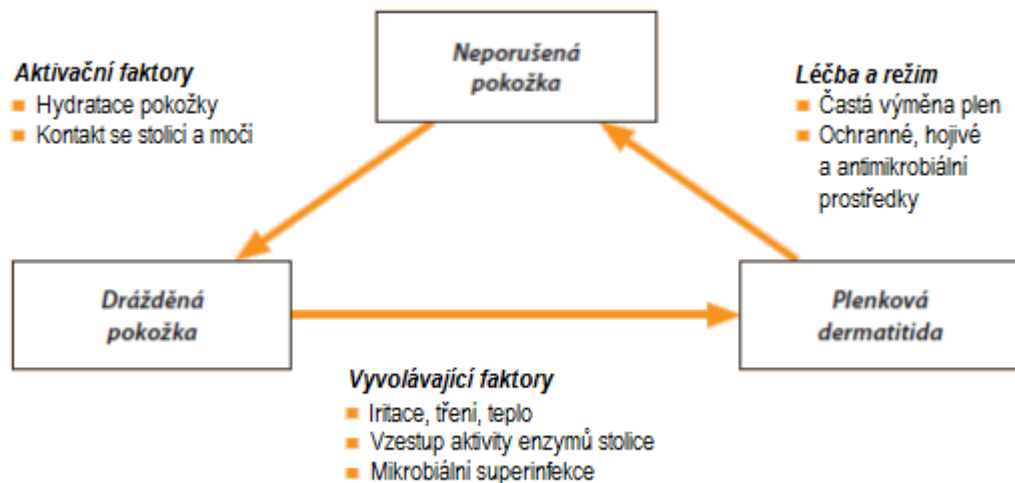 Neporušená
pokožka
Aktivační faktory
Hydratace pokožky
Kontakt se stolicí a močí
Léčba a režim
Častá výměna plen
Ochranné, hojivé
a antimikrobiální
prostředky
Drážděná
pokožka
Plenková
dermatitida
Vyvolávající faktory
Iritace, tření, teplo
Vzestup aktivity enzymů stolice
Mikrobiální superinfekce